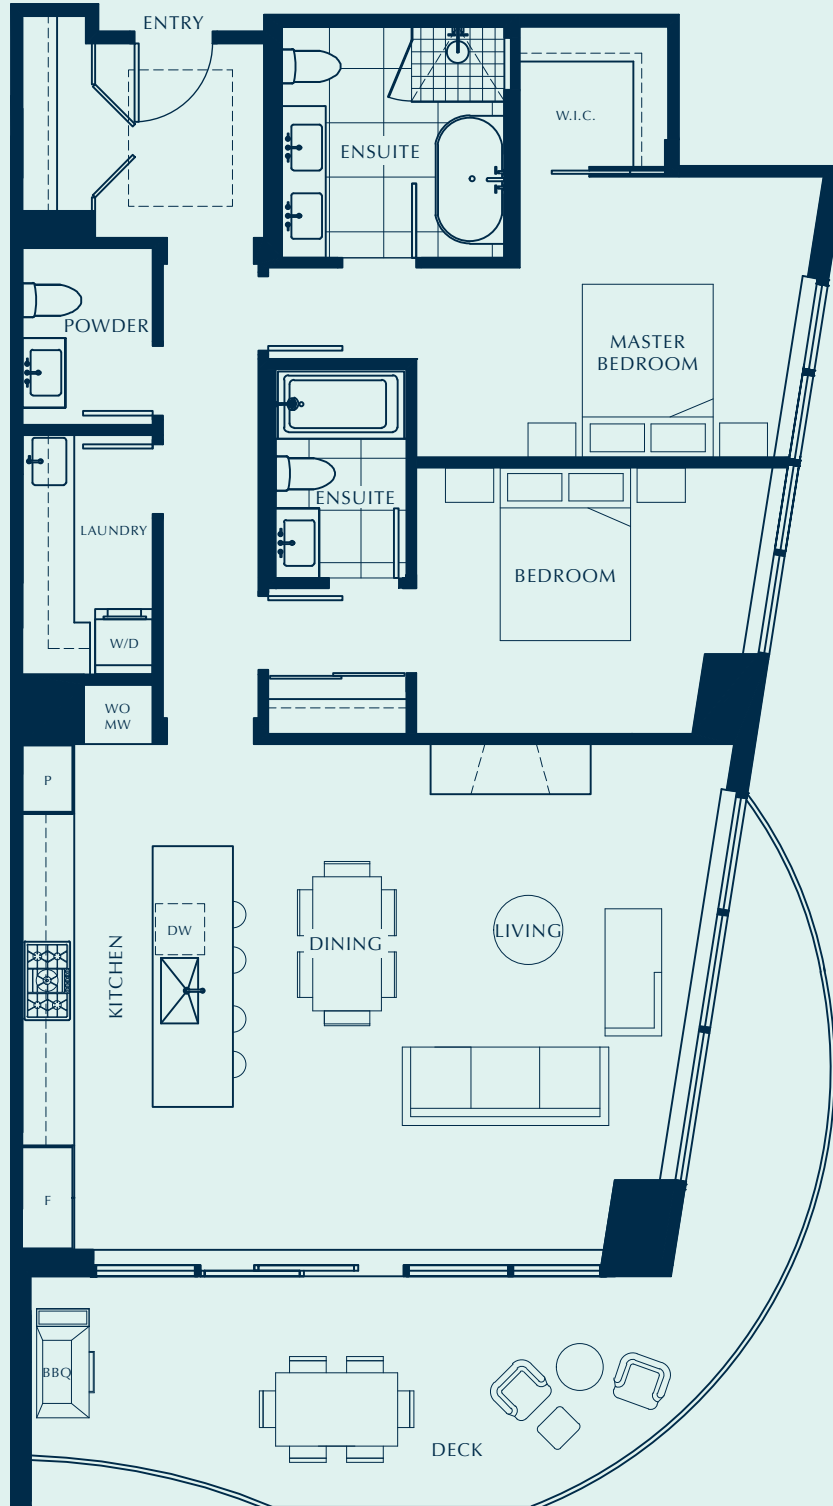 ENTRY
W.I.C.
ENSUITE
POWDER
MASTER
BEDROOM
ENSUITE
LAUNDRY
BEDROOM
W/D
WO
MW
P
DW
LIVING
DINING
KITCHEN
F
BBQ
DECK